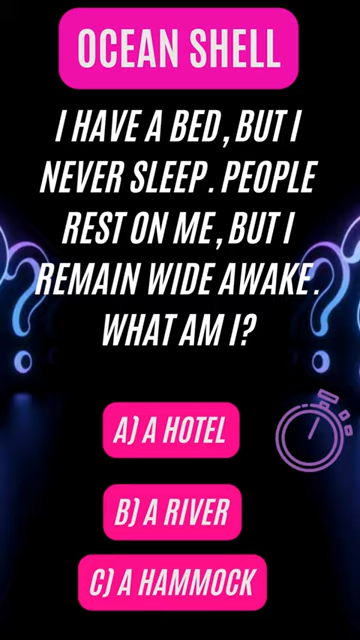 OCEAN SHELL
I HAVE A BED, BUT I
NEVER SLEEP. PEOPLE
REST ON ME, BUT I
REMAIN WIDE AWAKE.
WHAT AM I?
A) A HOTEL
B) A RIVER
C) A HAMMOCK